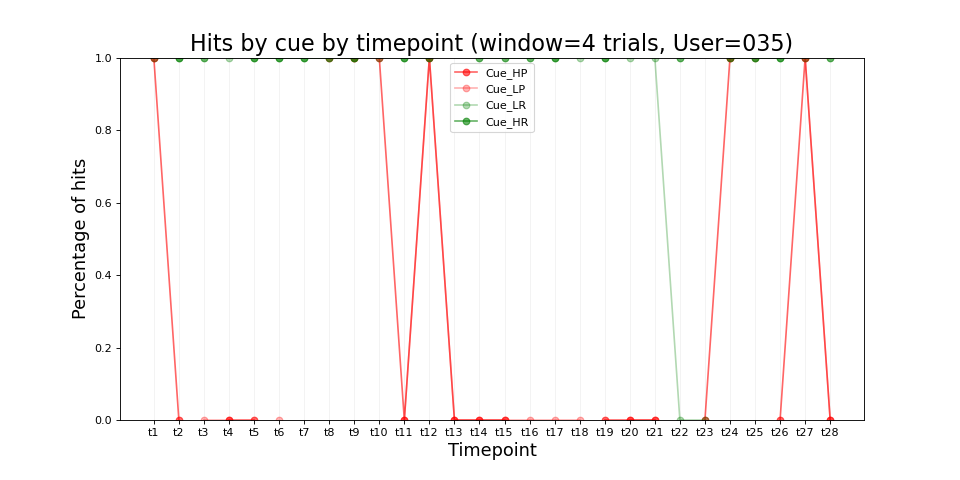 Hits by cue by timepoint (window=4 trials, User=035)
Percentage of hits
1.0
0.8
0.6
0.4
0.2
0.0
Cue_HP
Cue_LP
Cue_LR
Cue_HR
t1 t2 t3 t4 t5 t6 t7 t8 t9 t10 t11 t12 t13 t14 t15 t16 t17 t18 t19 t20 t21 t22 t23 t24 t25 t26 t27 t28
Timepoint